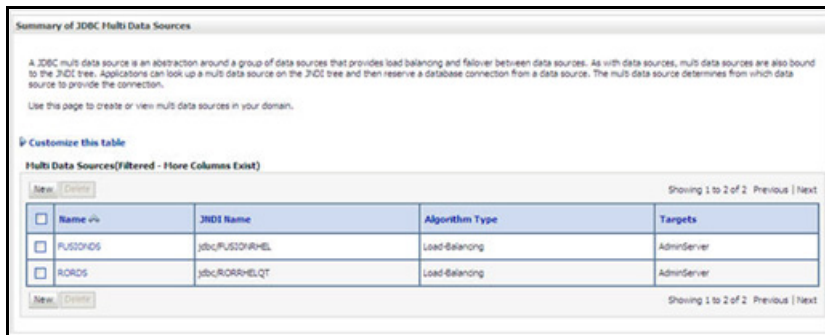 Summary of JDBC Multi Data Sources
A JDBC multi data source is an abstraction around a group of data sources that provides load balancing and failover between data sources. As with data sources, multi data sources are also bound
to the JNDI tree. Applications can look up a multi data source on the JNDI tree and then reserve a database connection from a data source. The multi data source determines from which data
source to provide the connection.
Use this page to create or view multi data sources in your domain.
Customize this table
Multi Data Sources(Filtered - More Columns Exist)
New Delete Showing 1 to 2 of 2 Previous | Next
Name JNDI Name Algorithm Type Targets
FUSIONDS jdbc/FUSIONRHEL Load-Balancing AdminServer
RORDS jdbc/RORRHELQT Load-Balancing AdminServer
New Delete Showing 1 to 2 of 2 Previous | Next